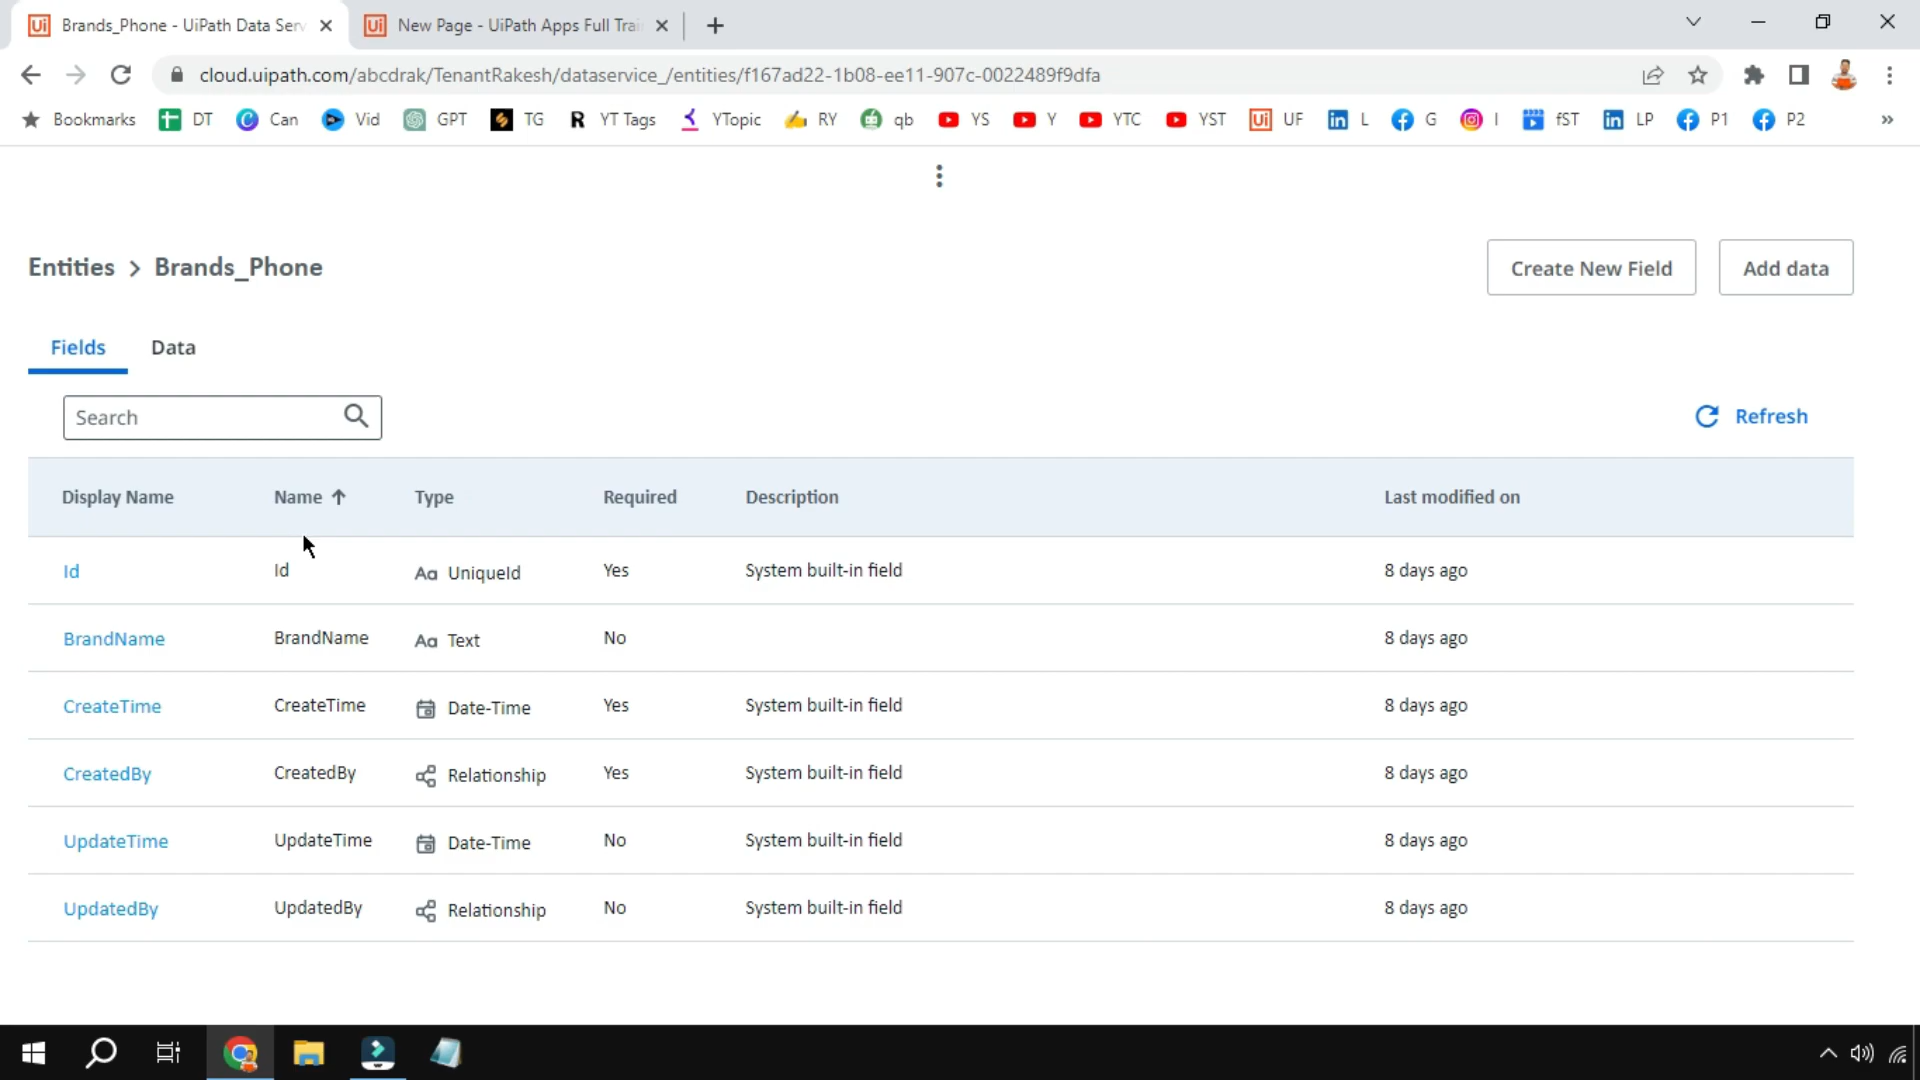 Brands_Phone - UiPath Data Serv
New Page - UiPath Apps Full Trai
cloud.uipath.com/abcdrak/TenantRakesh/dataservice_/entities/f167ad22-1b08-ee11-907c-0022489f9dfa
Bookmarks DT Can Vid GPT TG YT Tags YTopic RY qb YS Y YTC YST UF L G I fST LP P1 P2 »
Entities > Brands_Phone
Create New Field Add data
Fields Data
Search
Refresh
Display Name Name Type Required Description Last modified on
Id Id Aa UniqueId Yes System built-in field 8 days ago
BrandName BrandName Aa Text No 8 days ago
CreateTime CreateTime Date-Time Yes System built-in field 8 days ago
CreatedBy CreatedBy Relationship Yes System built-in field 8 days ago
UpdateTime UpdateTime Date-Time No System built-in field 8 days ago
UpdatedBy UpdatedBy Relationship No System built-in field 8 days ago